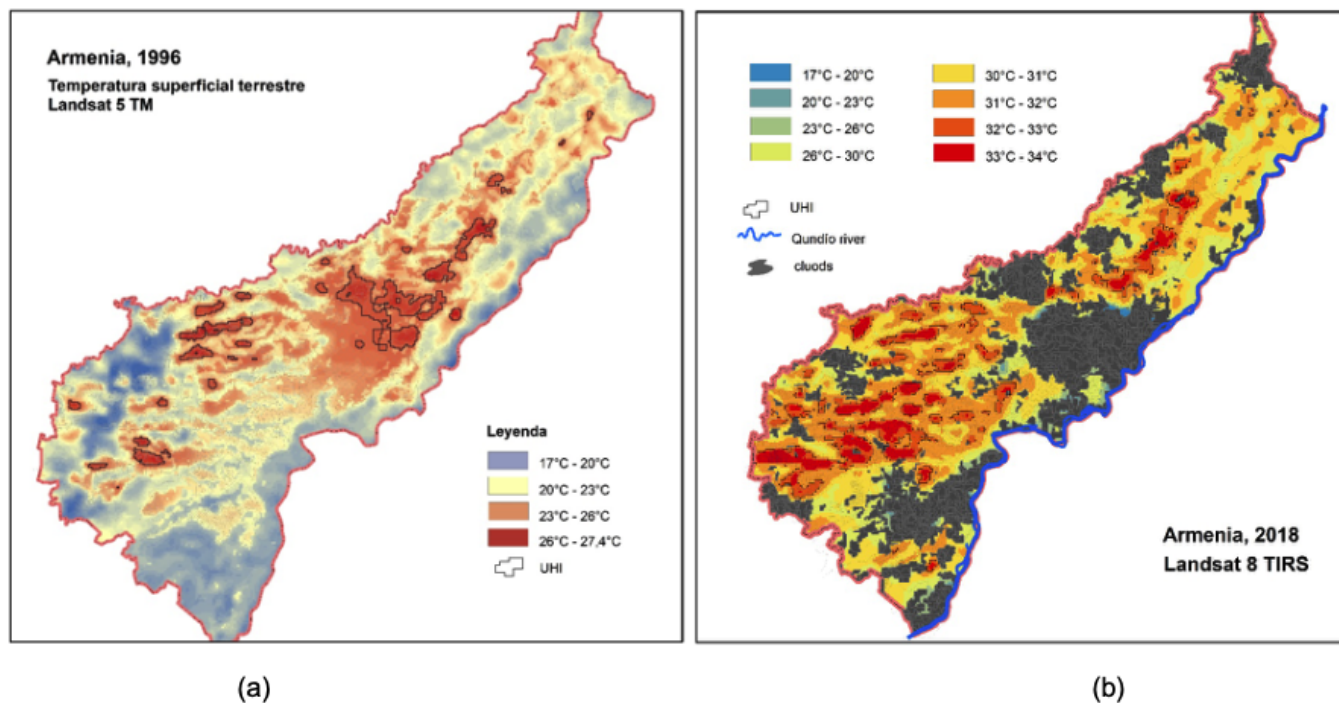 Armenia, 1996
Temperatura superficial terrestre
Landsat 5 TM
Leyenda
17°C - 20°C
20°C - 23°C
23°C - 26°C
26°C - 27,4°C
UHI
17°C - 20°C
20°C - 23°C
23°C - 26°C
26°C - 30°C
30°C - 31°C
31°C - 32°C
32°C - 33°C
33°C - 34°C
UHI
Qundío river
cluods
Armenia, 2018
Landsat 8 TIRS
(a)
(b)